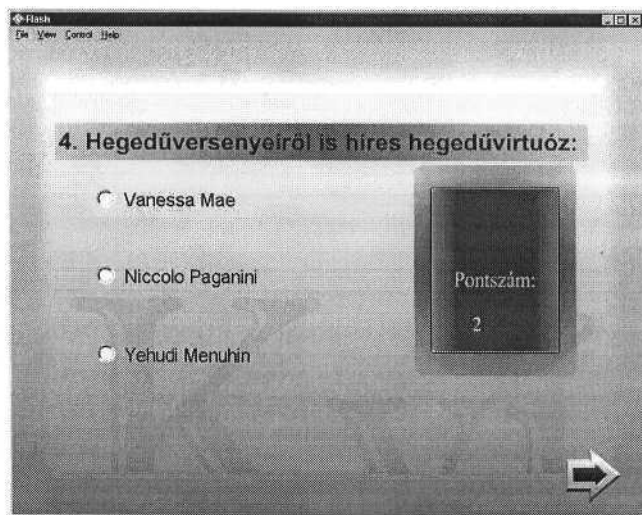 Flash
File View Control Help
4. Hegedűversenyeiről is híres hegedűvirtuóz:
Vanessa Mae
Niccolo Paganini
Yehudi Menuhin
Pontszám:
2